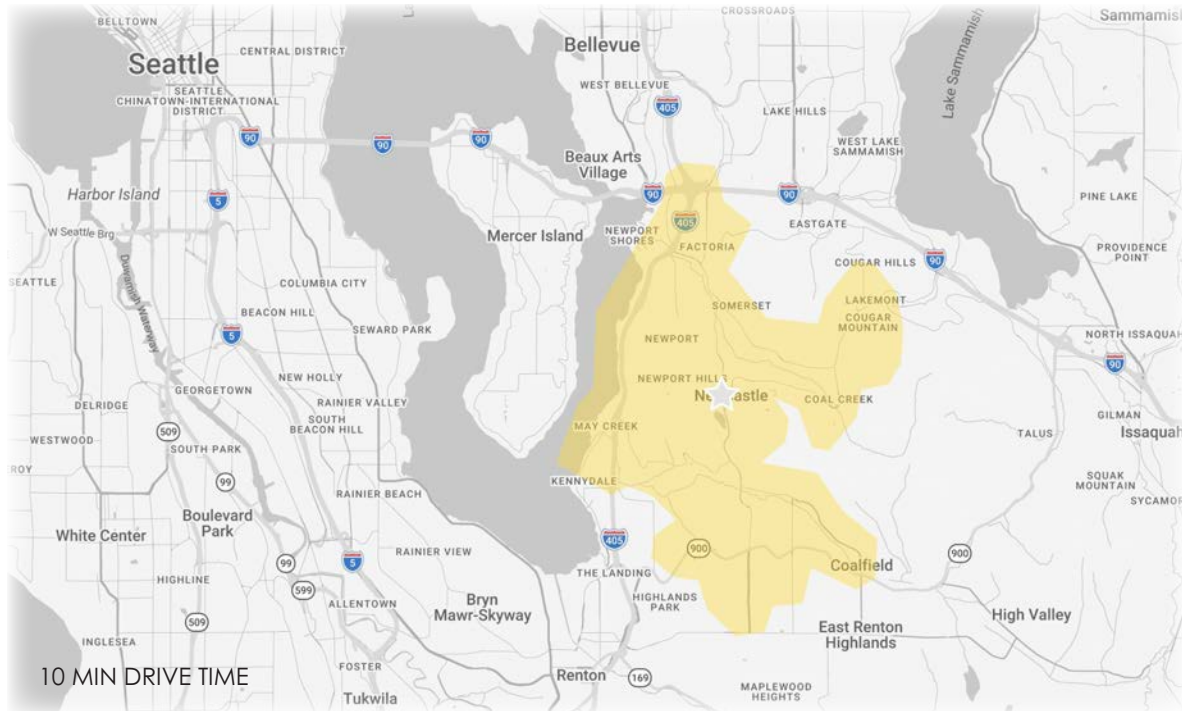 BELLTOWN
CROSSROADS
Sammamish
Seattle
CENTRAL DISTRICT
Bellevue
WEST BELLEVUE
SEATTLE
CHINATOWN-INTERNATIONAL
DISTRICT
405
LAKE HILLS
Lake Sammamish
90
90
90
WEST LAKE
SAMMAMISH
Beaux Arts
Village
Harbor Island
5
90
90
PINE LAKE
405
EASTGATE
W Seattle Brg
Mercer Island
NEWPORT
SHORES
FACTORIA
PROVIDENCE
POINT
Duwamish Waterway
COUGAR HILLS
90
SEATTLE
COLUMBIA CITY
LAKEMONT
SOMERSET
COUGAR
MOUNTAIN
BEACON HILL
SEWARD PARK
5
NEWPORT
NORTH ISSAQUAH
90
GEORGETOWN
NEW HOLLY
NEWPORT HILLS
Newcastle
COAL CREEK
DELRIDGE
RAINIER VALLEY
GILMAN
SOUTH
BEACON HILL
MAY CREEK
WESTWOOD
509
TALUS
Issaquah
SOUTH PARK
ROY
99
KENNYDALE
SQUAK
MOUNTAIN
RAINIER BEACH
SYCAMOR
Boulevard
Park
White Center
405
900
900
99
5
RAINIER VIEW
Coalfield
HIGHLINE
THE LANDING
599
ALLENTOWN
Bryn
Mawr-Skyway
HIGHLANDS
PARK
High Valley
509
East Renton
Highlands
INGLESEA
FOSTER
Renton
169
10 MIN DRIVE TIME
MAPLEWOOD
HEIGHTS
Tukwila